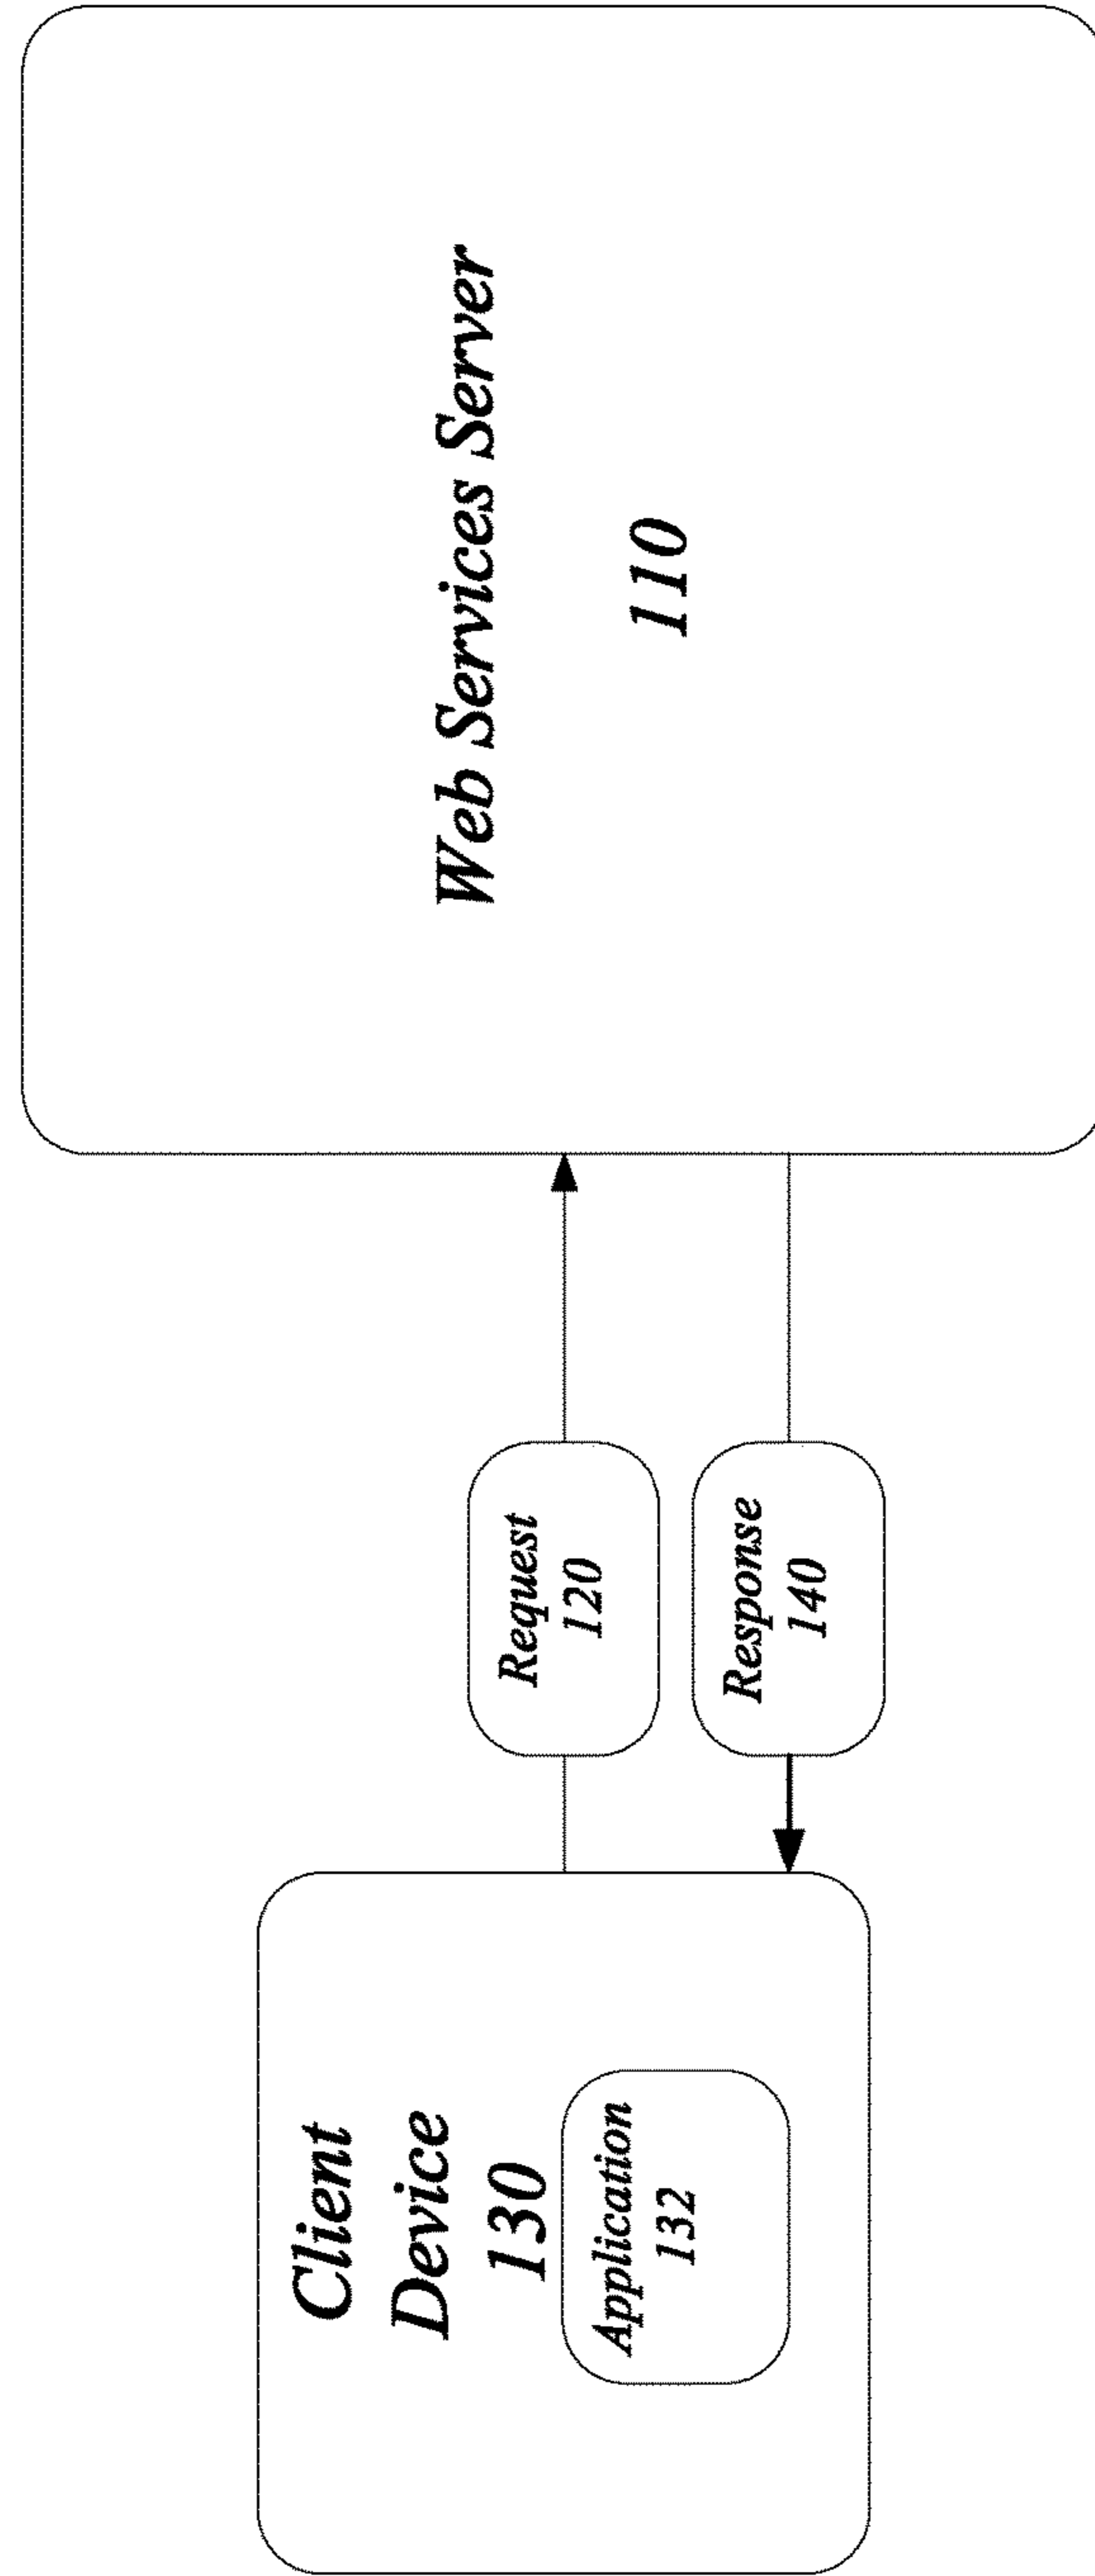 Client
Device
130
Application
132
Request
120
Response
140
Web Services Server
110